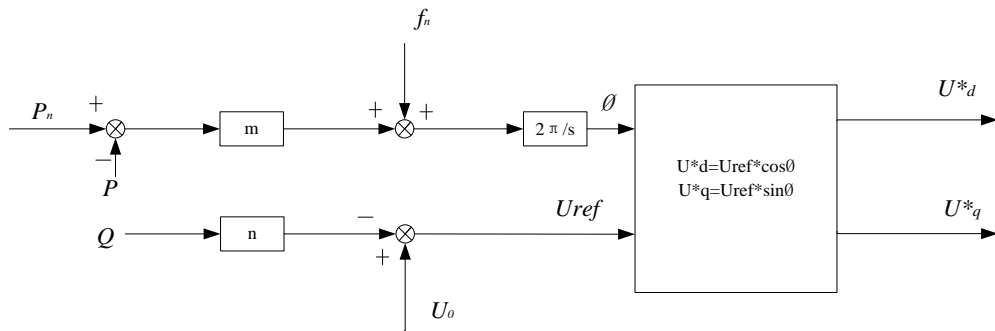 fn
Pn
+
m
+
+
2π/s
Ø
U*d
−
P
U*d=Uref*cosØ
U*q=Uref*sinØ
Q
n
−
+
Uref
U*q
U0